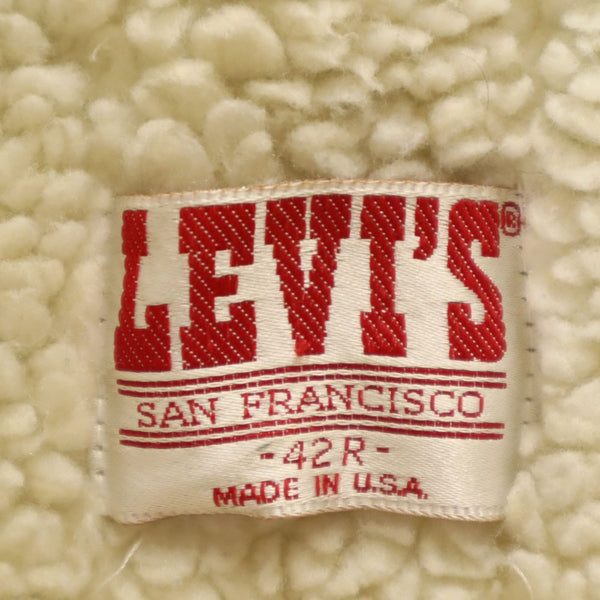 LEVI'S®
SAN FRANCISCO
-42R-
MADE IN U.S.A.